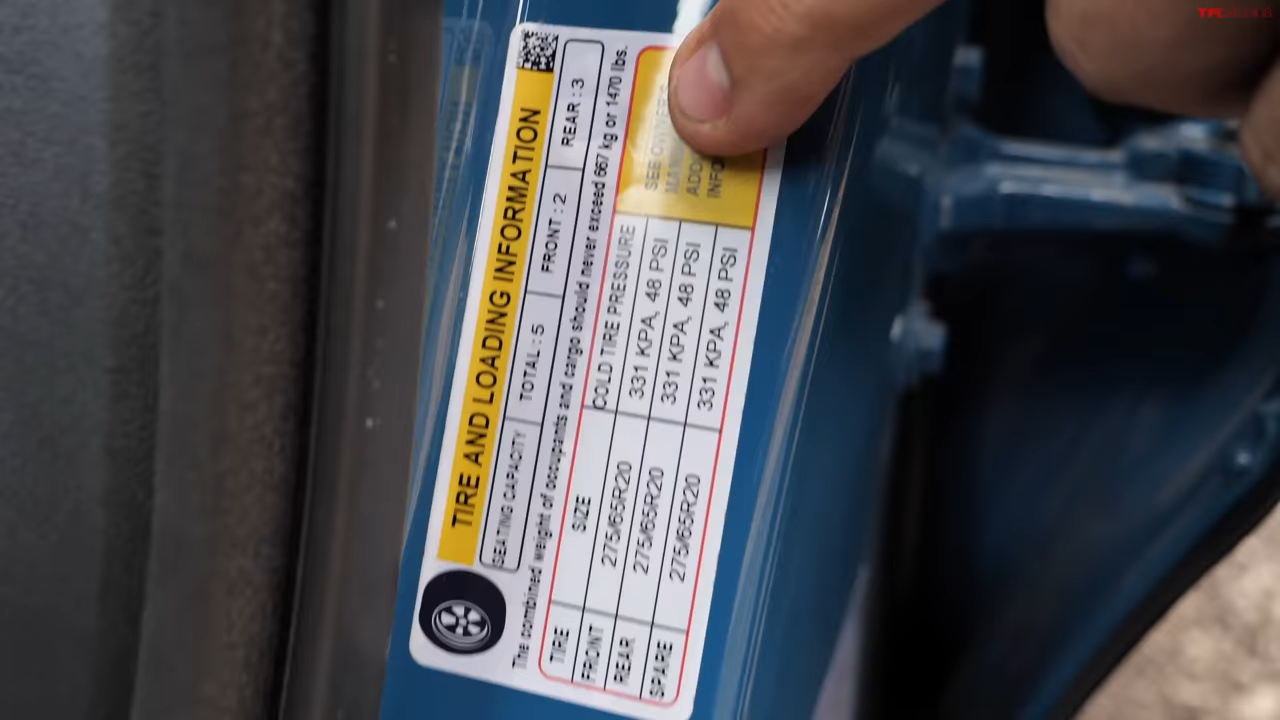 TFLSTUDIOS
TIRE AND LOADING INFORMATION
SEATING CAPACITY TOTAL : 5 FRONT : 2 REAR : 3
The combined weight of occupants and cargo should never exceed 667 kg or 1470 lbs.
TIRE SIZE COLD TIRE PRESSURE
FRONT 275/65R20 331 KPA, 48 PSI
REAR 275/65R20 331 KPA, 48 PSI
SPARE 275/65R20 331 KPA, 48 PSI
SEE OWNERS